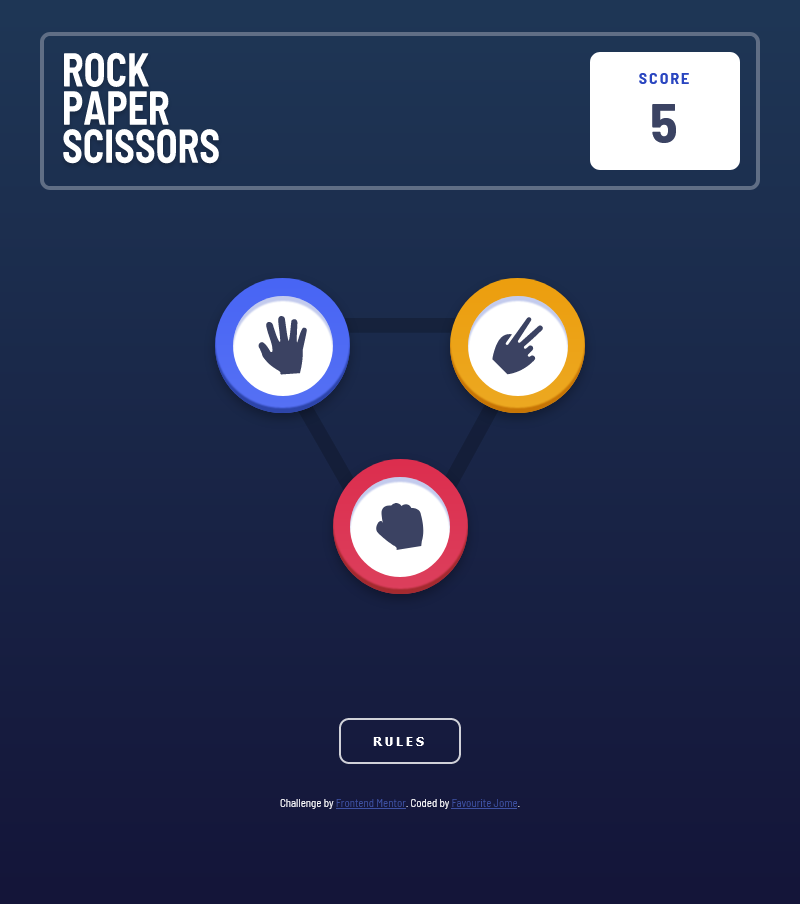 ROCK
PAPER
SCISSORS
SCORE
5
RULES
Challenge by Frontend Mentor. Coded by Favourite Jome.